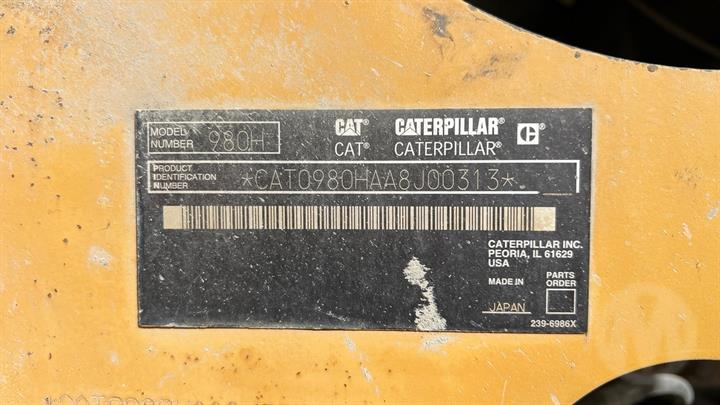 MODEL NUMBER 980H
CAT CATERPILLAR C
CAT® CATERPILLAR®
PRODUCT IDENTIFICATION NUMBER *CAT0980HAA8J00313*
CATERPILLAR INC.
PEORIA, IL 61629
USA
MADE IN
JAPAN
PARTS ORDER
239-6986X